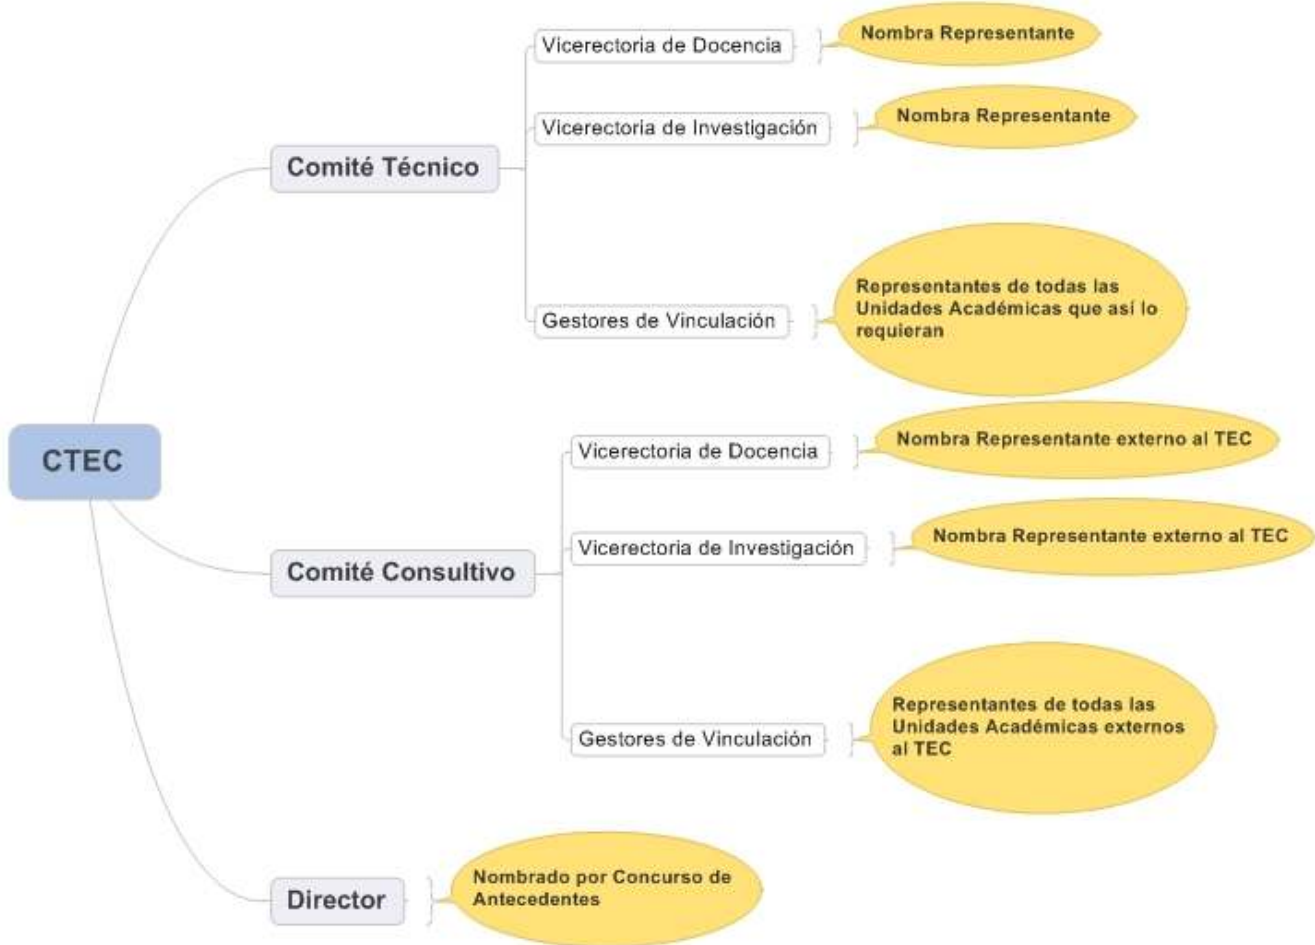 CTEC
Comité Técnico
Vicerectoria de Docencia
Nombra Representante
Vicerectoria de Investigación
Nombra Representante
Gestores de Vinculación
Representantes de todas las
Unidades Académicas que así lo
requieran
Comité Consultivo
Vicerectoria de Docencia
Nombra Representante externo al TEC
Vicerectoria de Investigación
Nombra Representante externo al TEC
Gestores de Vinculación
Representantes de todas las
Unidades Académicas externos
al TEC
Director
Nombrado por Concurso de
Antecedentes